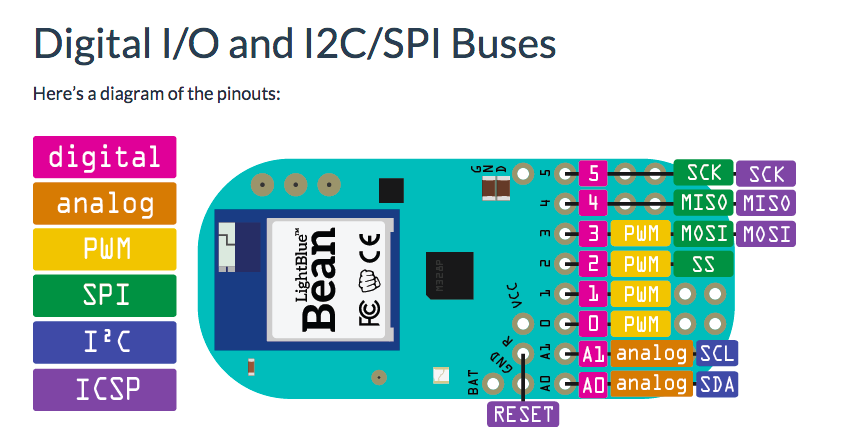 Digital I/O and I2C/SPI Buses
Here's a diagram of the pinouts:
digital
analog
PWM
SPI
I²C
ICSP
LightBlue™
Bean
FC CE
M328P
GND
VCC
R
GND
BAT
5 5 SCK SCK
4 4 MISO MISO
3 3 PWM MOSI MOSI
2 2 PWM SS
1 1 PWM
0 0 PWM
A1 A1 analog SCL
A0 A0 analog SDA
RESET